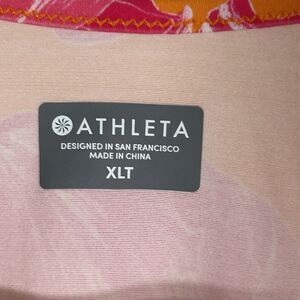 ATHLETA
DESIGNED IN SAN FRANCISCO
MADE IN CHINA
XLT